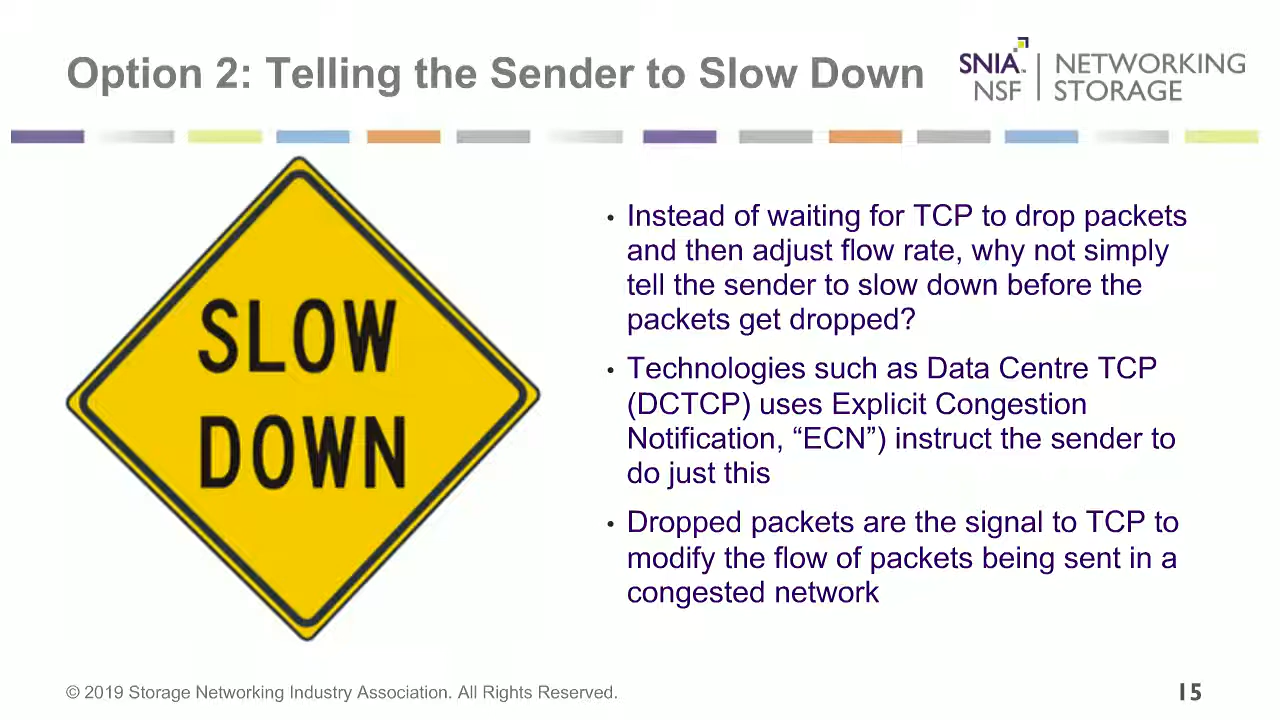 Option 2: Telling the Sender to Slow Down
SNIA™ NSF
NETWORKING STORAGE
SLOW
DOWN
• Instead of waiting for TCP to drop packets
and then adjust flow rate, why not simply
tell the sender to slow down before the
packets get dropped?
• Technologies such as Data Centre TCP
(DCTCP) uses Explicit Congestion
Notification, “ECN”) instruct the sender to
do just this
• Dropped packets are the signal to TCP to
modify the flow of packets being sent in a
congested network
© 2019 Storage Networking Industry Association. All Rights Reserved.
15